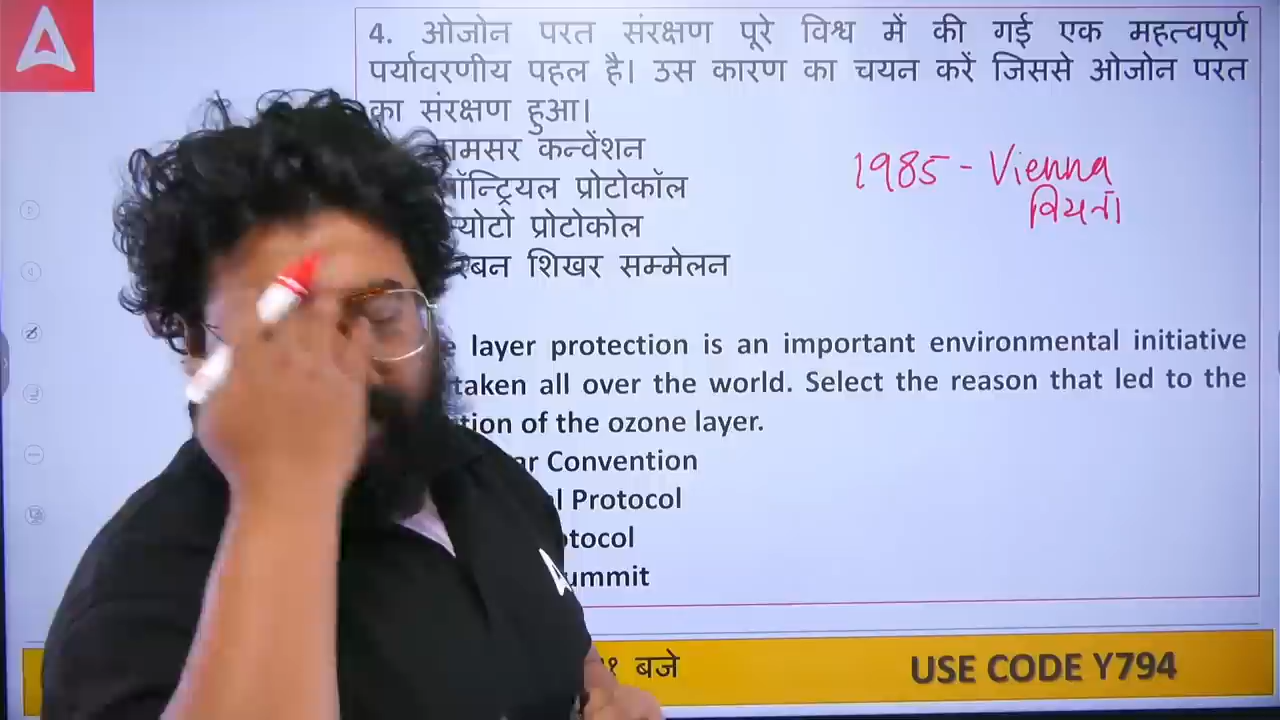 4. ओजोन परत संरक्षण पूरे विश्व में की गई एक महत्वपूर्ण
पर्यावरणीय पहल है। उस कारण का चयन करें जिससे ओजोन परत
का संरक्षण हुआ।
कन्वेंशन
प्रोटोकॉल
प्रोटोकोल
शिखर सम्मेलन
1985 - Vienna
वियना
layer protection is an important environmental initiative
taken all over the world. Select the reason that led to the
of the ozone layer.
Convention
Protocol
USE CODE Y794
बजे